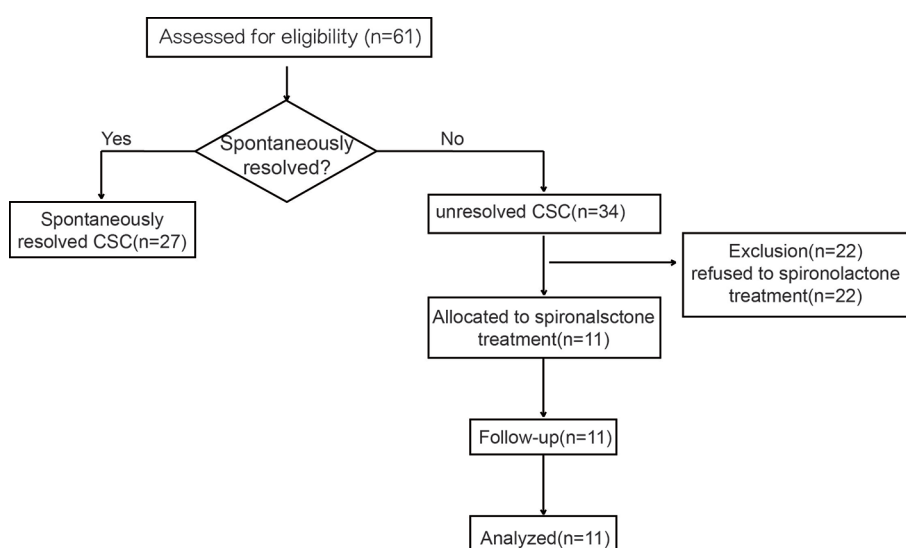 Assessed for eligibility (n=61)
Spontaneously
resolved?
Yes
No
Spontaneously
resolved CSC(n=27)
unresolved CSC(n=34)
Exclusion(n=22)
refused to spironolactone
treatment(n=22)
Allocated to spironalsctone
treatment(n=11)
Follow-up(n=11)
Analyzed(n=11)